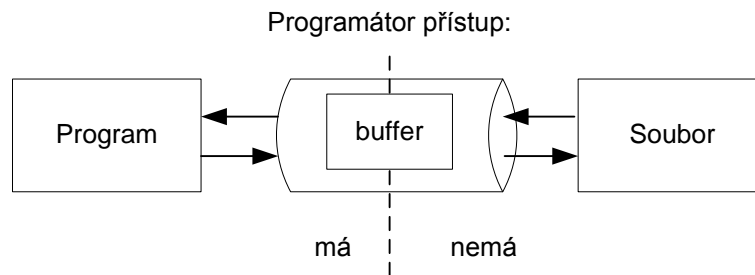 Programátor přístup:
Program
buffer
Soubor
má
nemá